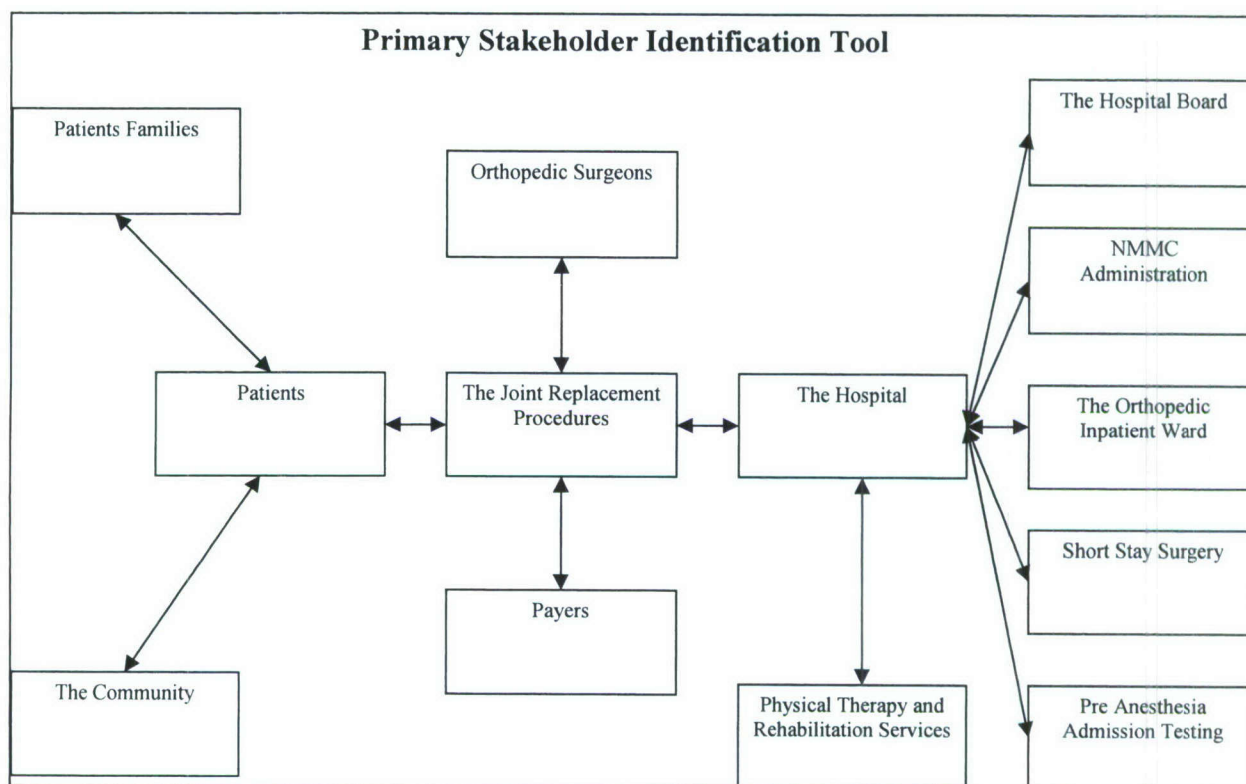 Primary Stakeholder Identification Tool
The Hospital Board
Patients Families
Orthopedic Surgeons
NMMC
Administration
Patients
The Joint Replacement
Procedures
The Hospital
The Orthopedic
Inpatient Ward
Short Stay Surgery
Payers
The Community
Physical Therapy and
Rehabilitation Services
Pre Anesthesia
Admission Testing